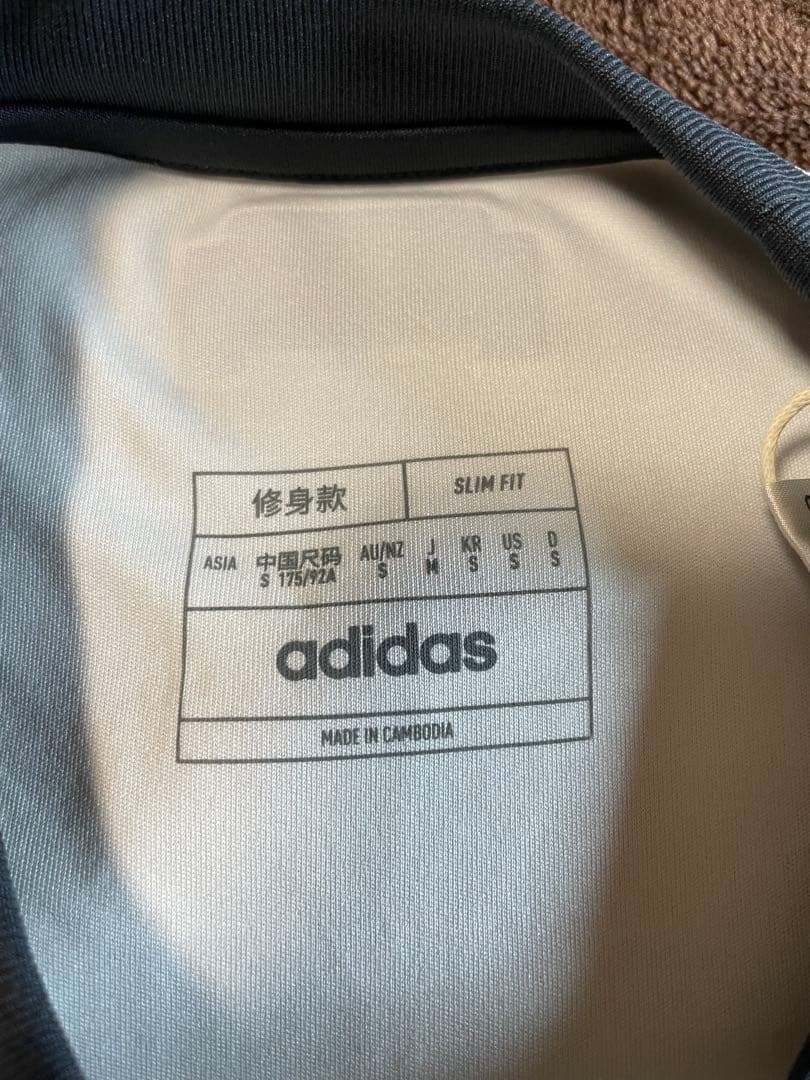 修身款 SLIM FIT
ASIA 中国尺码 AU/NZ J KR US D
S 175/92A S M S S S
adidas
MADE IN CAMBODIA